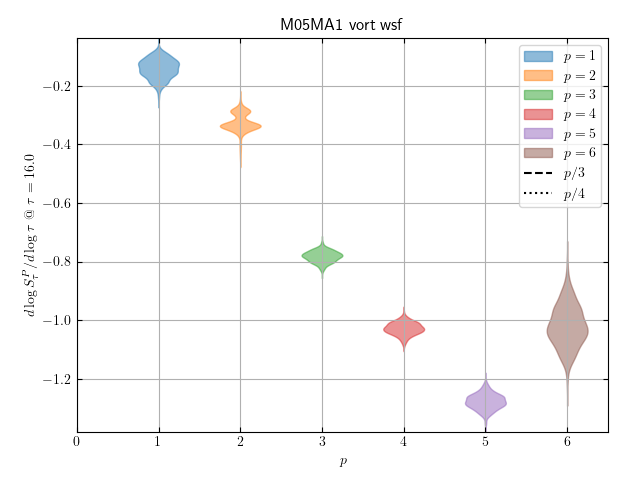 M05MA1 vort wsf
d log S_τ^P / d log τ @ τ = 16.0
−0.2
−0.4
−0.6
−0.8
−1.0
−1.2
0 1 2 3 4 5 6
p
p = 1
p = 2
p = 3
p = 4
p = 5
p = 6
p/3
p/4